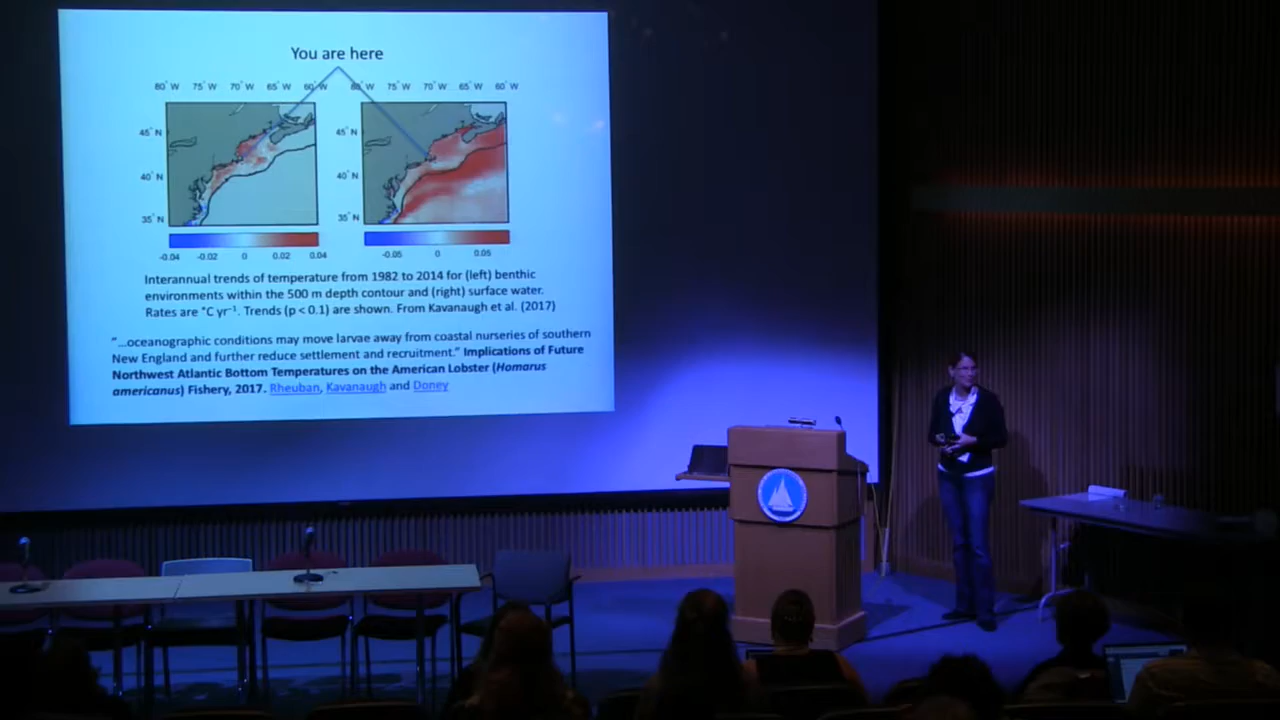 You are here
80° W 75° W 70° W 65° W 60° W 80° W 75° W 70° W 65° W 60° W
45° N 45° N
40° N 40° N
35° N 35° N
-0.04 -0.02 0 0.02 0.04 -0.05 0 0.05
Interannual trends of temperature from 1982 to 2014 for (left) benthic
environments within the 500 m depth contour and (right) surface water.
Rates are °C yr⁻¹. Trends (p < 0.1) are shown. From Kavanaugh et al. (2017)
"...oceanographic conditions may move larvae away from coastal nurseries of southern
New England and further reduce settlement and recruitment." Implications of Future
Northwest Atlantic Bottom Temperatures on the American Lobster (Homarus
americanus) Fishery, 2017. Rheuban, Kavanaugh and Doney